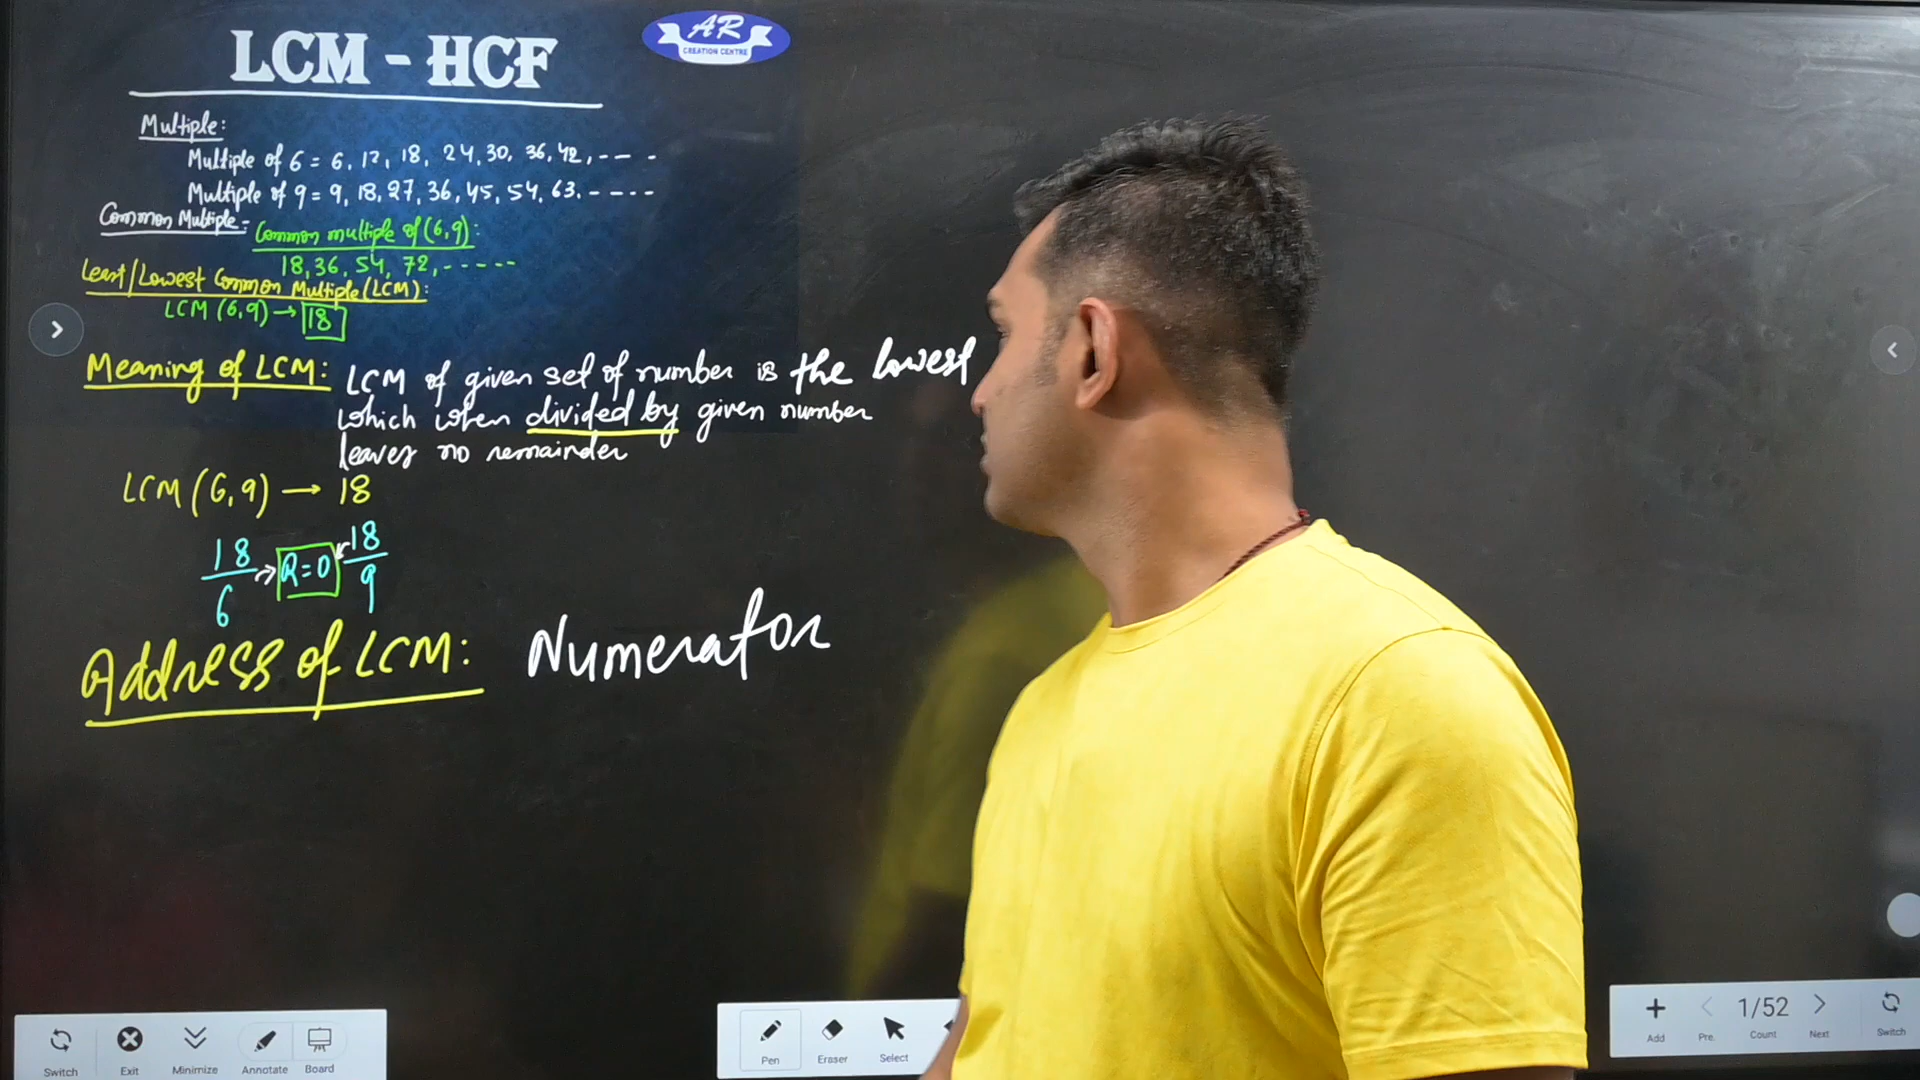 LCM - HCF
AR
CREATION CENTRE
Multiple:
Multiple of 6 = 6, 12, 18, 24, 30, 36, 42, ---
Multiple of 9 = 9, 18, 27, 36, 45, 54, 63, ----
Common Multiple:-
Common multiple of (6,9):
18, 36, 54, 72, -----
Least/Lowest Common Multiple (LCM):
LCM (6,9) → 18
Meaning of LCM: LCM of given set of number is the lowest
which when divided by given number
leaves no remainder
LCM (6,9) → 18
18/6 → R=0 ← 18/9
Address of LCM: Numerator
Switch Exit Minimize Annotate Board
Pen Eraser Select
Add Pre. 1/52 Count Next Switch